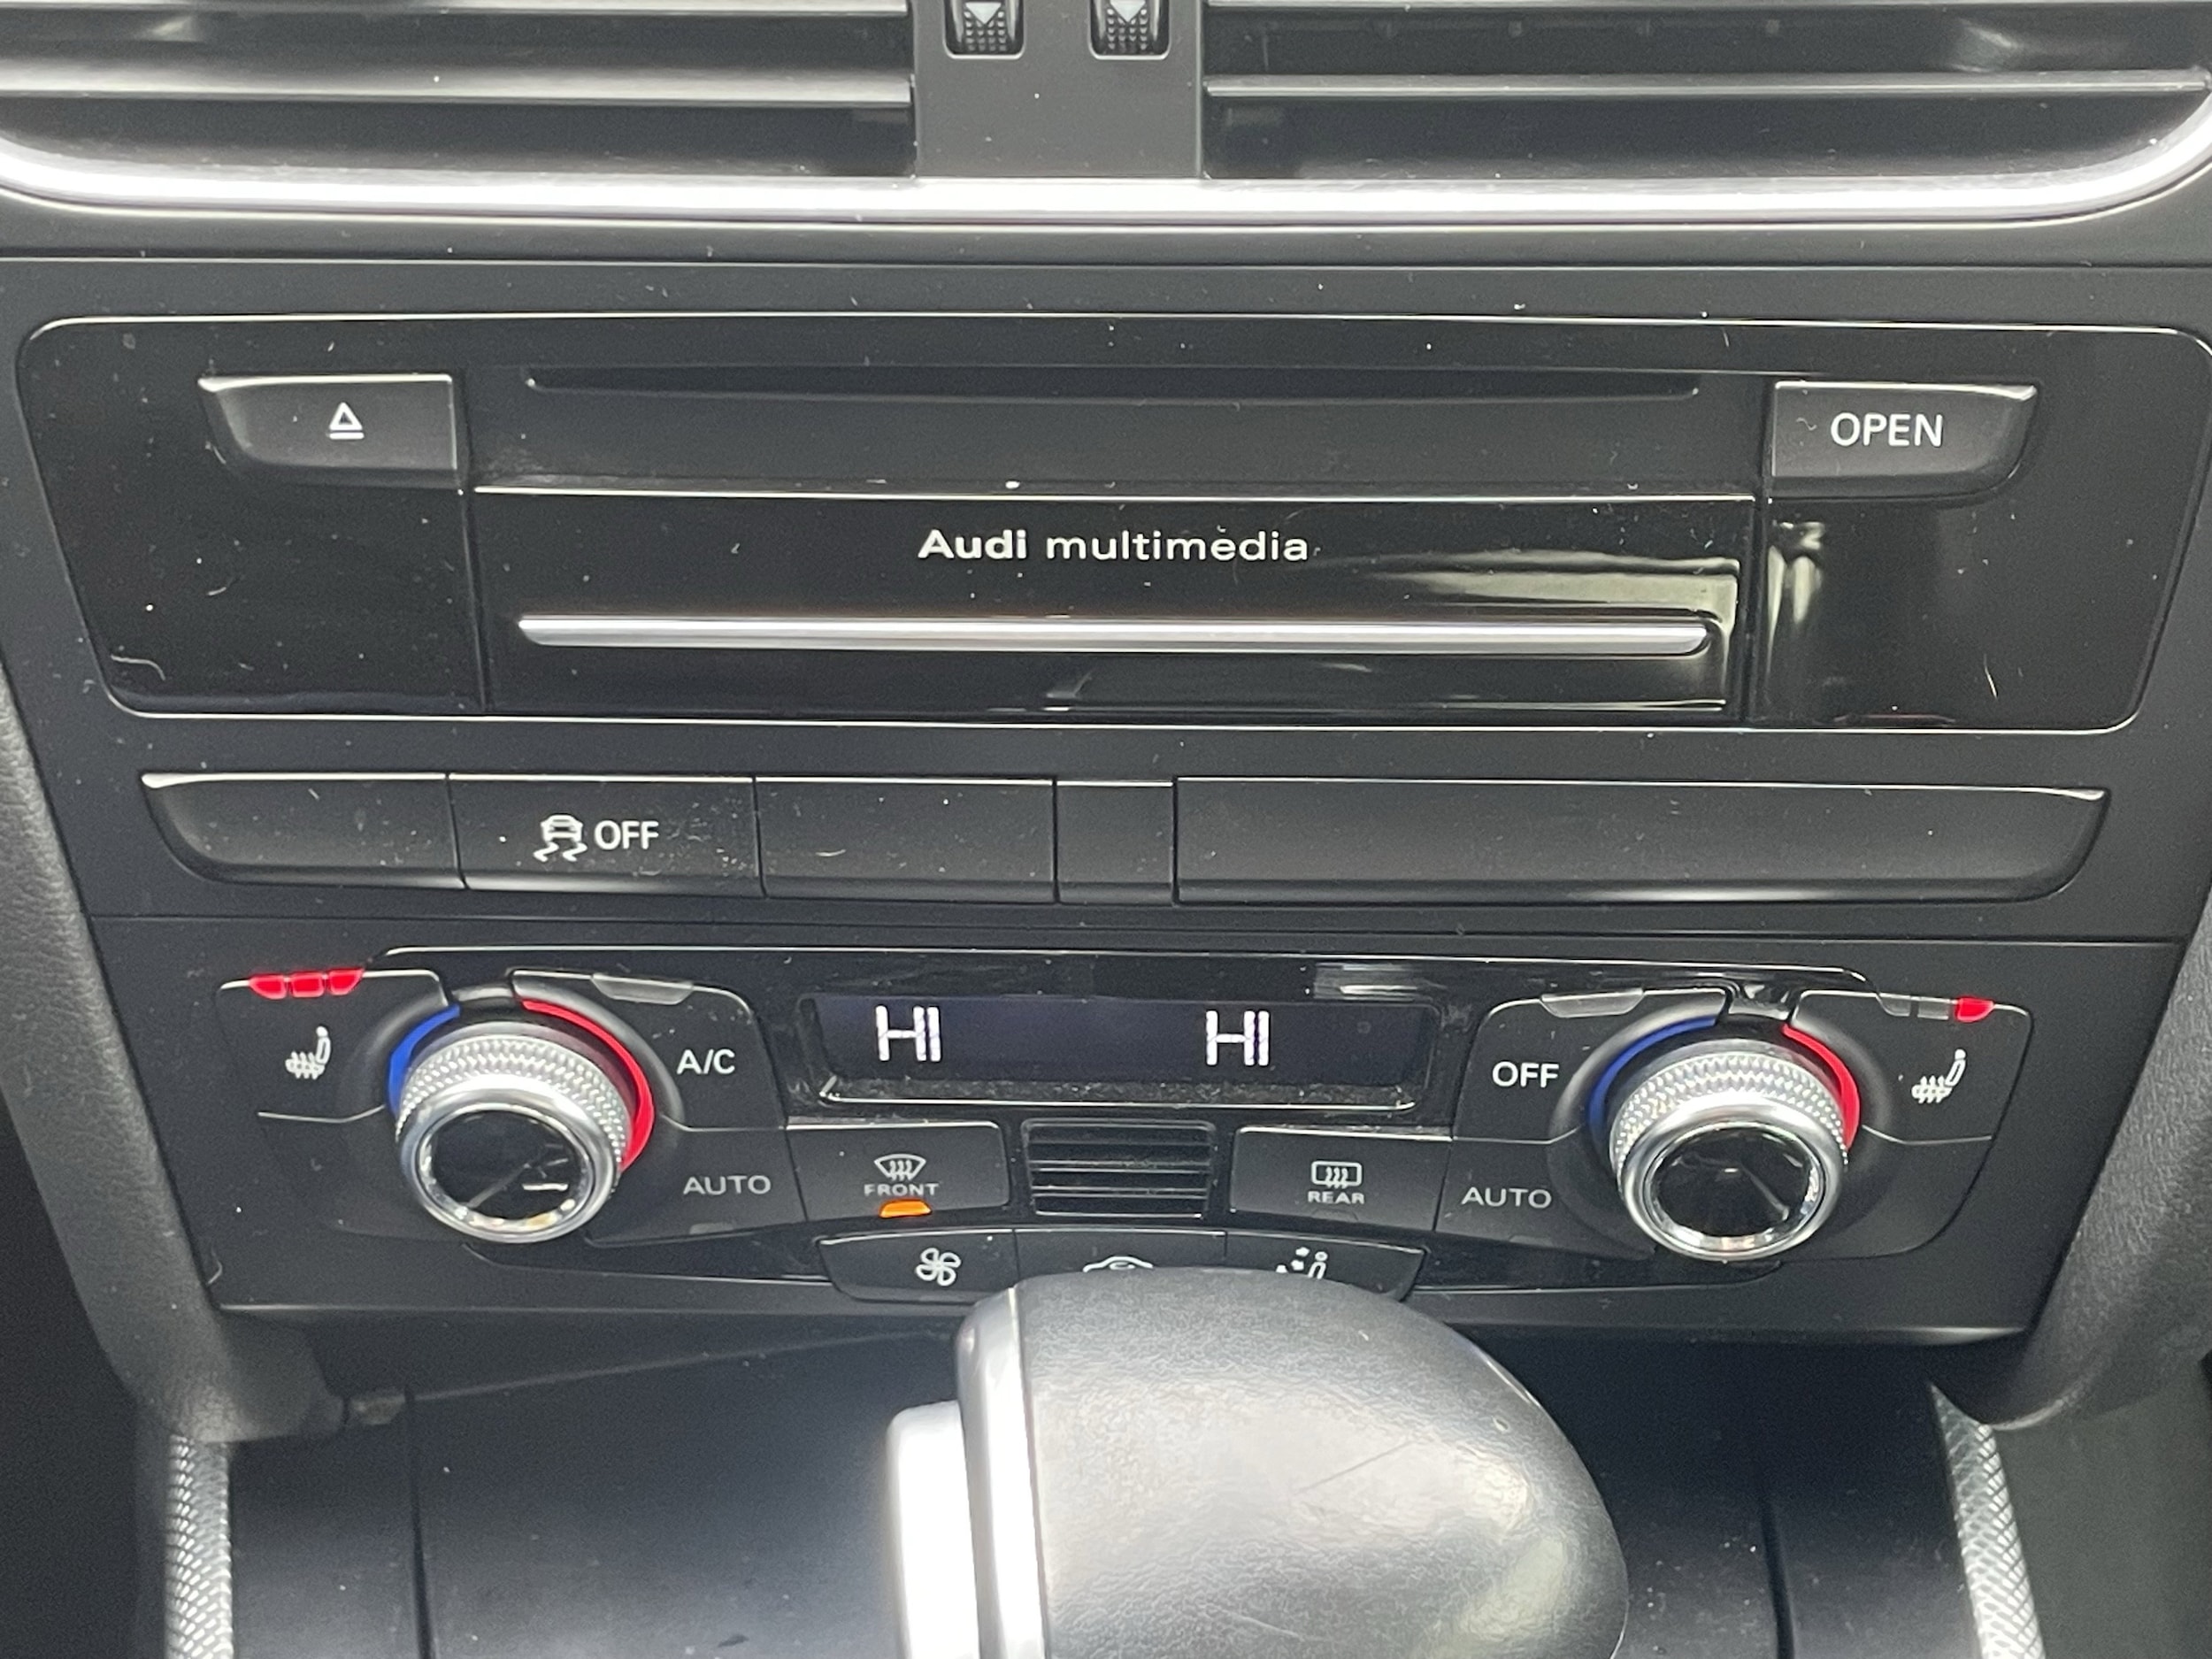 OPEN
Audi multimedia
OFF
HI HI
A/C
OFF
AUTO
FRONT
REAR
AUTO